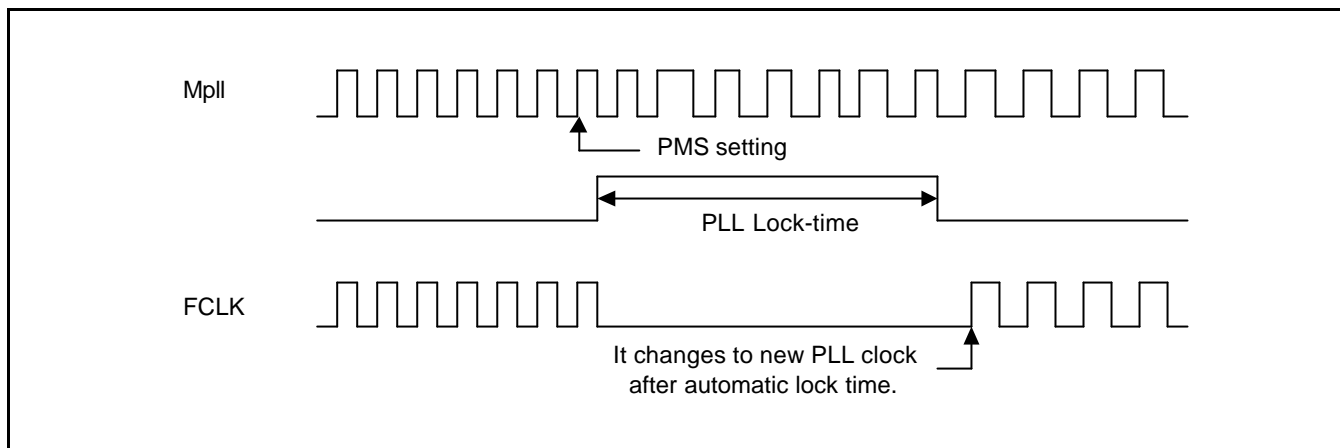 Mpll
PMS setting
PLL Lock-time
FCLK
It changes to new PLL clock
after automatic lock time.